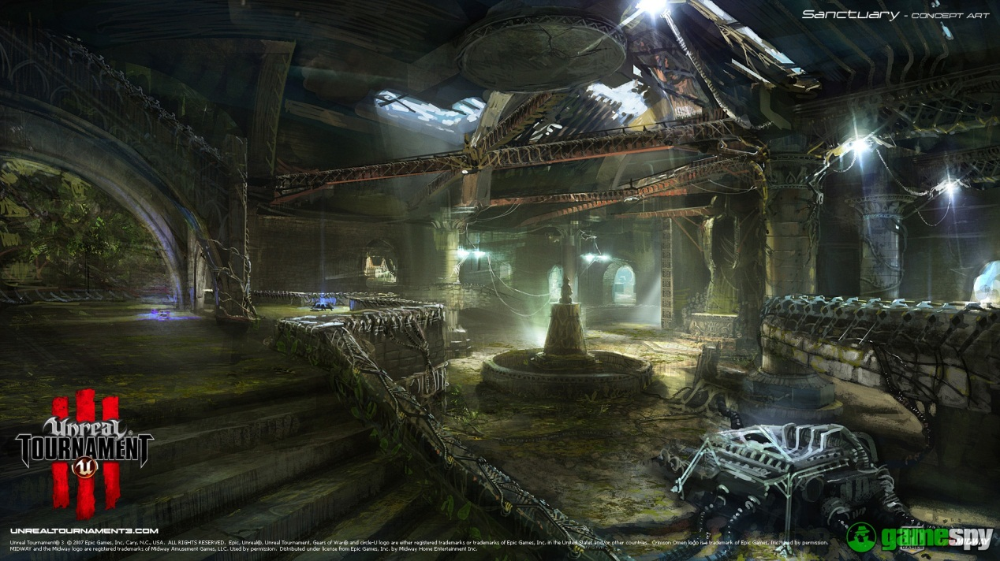 Sanctuary - CONCEPT ART
Unreal®
TOURNAMENT
U
UNREALTOURNAMENT3.COM
Unreal Tournament® 3 © 2007 Epic Games, Inc, Cary, N.C., USA. ALL RIGHTS RESERVED. Epic, Unreal®, Unreal Tournament, Gears of War® and circle-U logo are either registered trademarks or trademarks of Epic Games, Inc. in the United States and/or other countries. Crimson Omen logo is a trademark of Epic Games, Inc. Used by permission.
MIDWAY and the Midway logo are registered trademarks of Midway Amusement Games, LLC. Used by permission. Distributed under license from Epic Games, Inc. by Midway Home Entertainment Inc.
gamespy
GAMES
MIDWAY